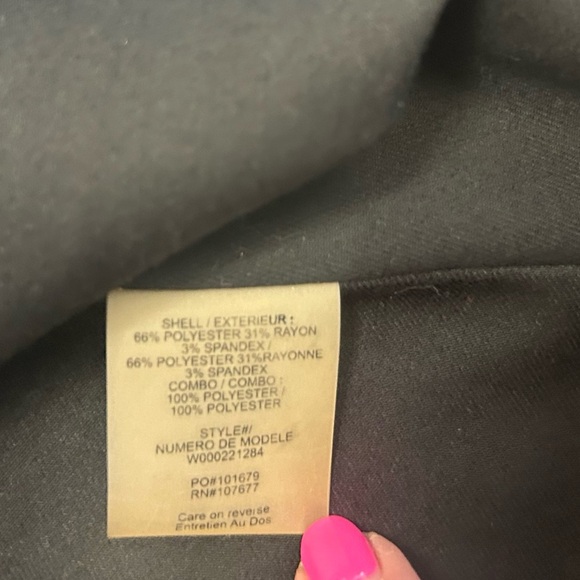 SHELL / EXTERIEUR :
66% POLYESTER 31% RAYON
3% SPANDEX /
66% POLYESTER 31%RAYONNE
3% SPANDEX
COMBO / COMBO :
100% POLYESTER /
100% POLYESTER
STYLE#/
NUMERO DE MODELE
W000221284
PO#101679
RN#107677
Care on reverse
Entretien Au Dos